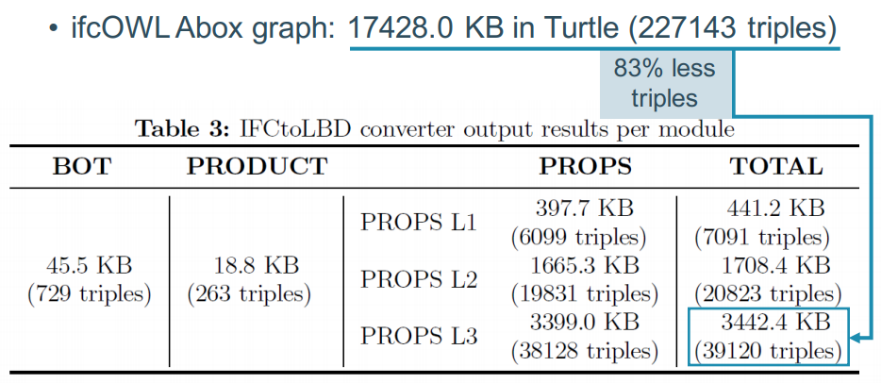 • ifcOWL Abox graph: 17428.0 KB in Turtle (227143 triples)
83% less
triples
Table 3: IFCtoLBD converter output results per module
BOT PRODUCT PROPS TOTAL
45.5 KB
(729 triples)
18.8 KB
(263 triples)
PROPS L1
397.7 KB
(6099 triples)
441.2 KB
(7091 triples)
PROPS L2
1665.3 KB
(19831 triples)
1708.4 KB
(20823 triples)
PROPS L3
3399.0 KB
(38128 triples)
3442.4 KB
(39120 triples)